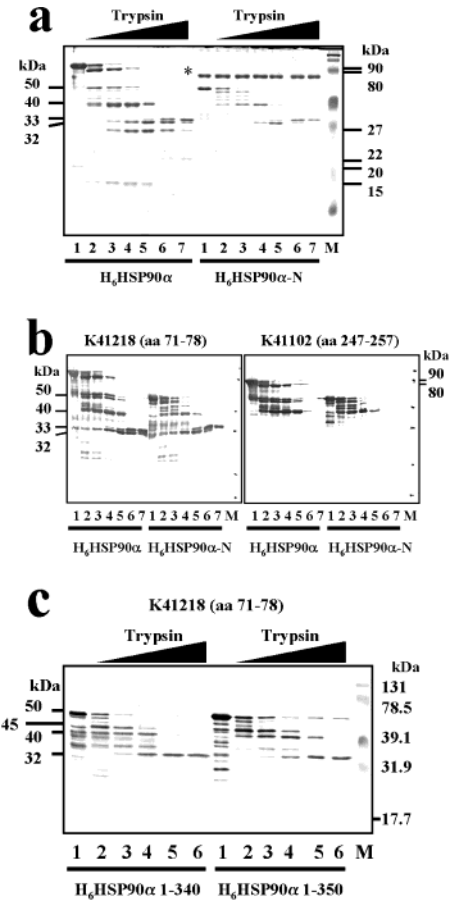 a
Trypsin
Trypsin
kDa
50
40
33
32
*
kDa
90
80
27
22
20
15
1 2 3 4 5 6 7 1 2 3 4 5 6 7 M
H6HSP90α
H6HSP90α-N
b
K41218 (aa 71-78)
K41102 (aa 247-257)
kDa
50
40
33
32
kDa
90
80
1 2 3 4 5 6 7 1 2 3 4 5 6 7 M
1 2 3 4 5 6 7 1 2 3 4 5 6 7 M
H6HSP90α
H6HSP90α-N
H6HSP90α
H6HSP90α-N
c
K41218 (aa 71-78)
Trypsin
Trypsin
kDa
50
45
40
32
kDa
131
78.5
39.1
31.9
17.7
1 2 3 4 5 6 1 2 3 4 5 6 M
H6HSP90α 1-340
H6HSP90α 1-350